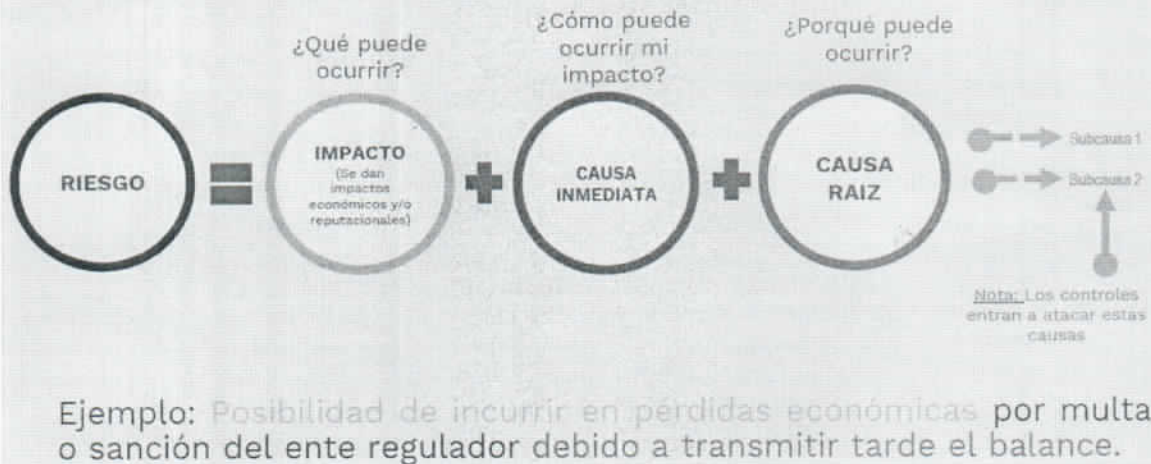 ¿Qué puede
ocurrir?
¿Cómo puede
ocurrir mi
impacto?
¿Porqué puede
ocurrir?
RIESGO
IMPACTO
(Se dan
impactos
económicos y/o
reputacionales)
CAUSA
INMEDIATA
CAUSA
RAIZ
Subcausa 1
Subcausa 2
Nota: Los controles
entran a atacar estas
causas
Ejemplo: Posibilidad de incurrir en pérdidas económicas por multa
o sanción del ente regulador debido a transmitir tarde el balance.